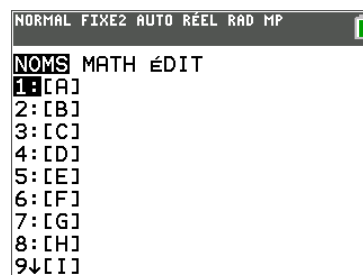 NORMAL FIXE2 AUTO RÉEL RAD MP
NOMS MATH ÉDIT
1:[A]
2:[B]
3:[C]
4:[D]
5:[E]
6:[F]
7:[G]
8:[H]
9↓[I]